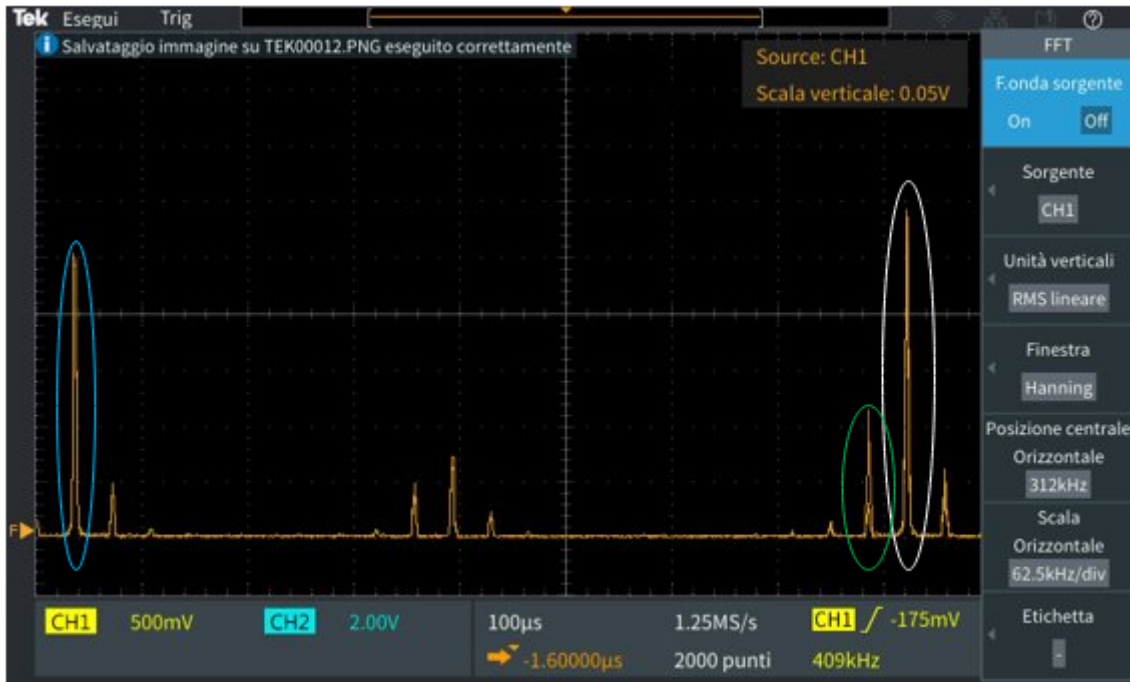 Tek Esegui Trig
Salvataggio immagine su TEK00012.PNG eseguito correttamente
Source: CH1
Scala verticale: 0.05V
F
FFT
F.onda sorgente
On Off
Sorgente
CH1
Unità verticali
RMS lineare
Finestra
Hanning
Posizione centrale
Orizzontale
312kHz
Scala
Orizzontale
62.5kHz/div
Etichetta
-
CH1 500mV CH2 2.00V
100µs 1.25MS/s CH1 -175mV
-1.60000µs 2000 punti 409kHz